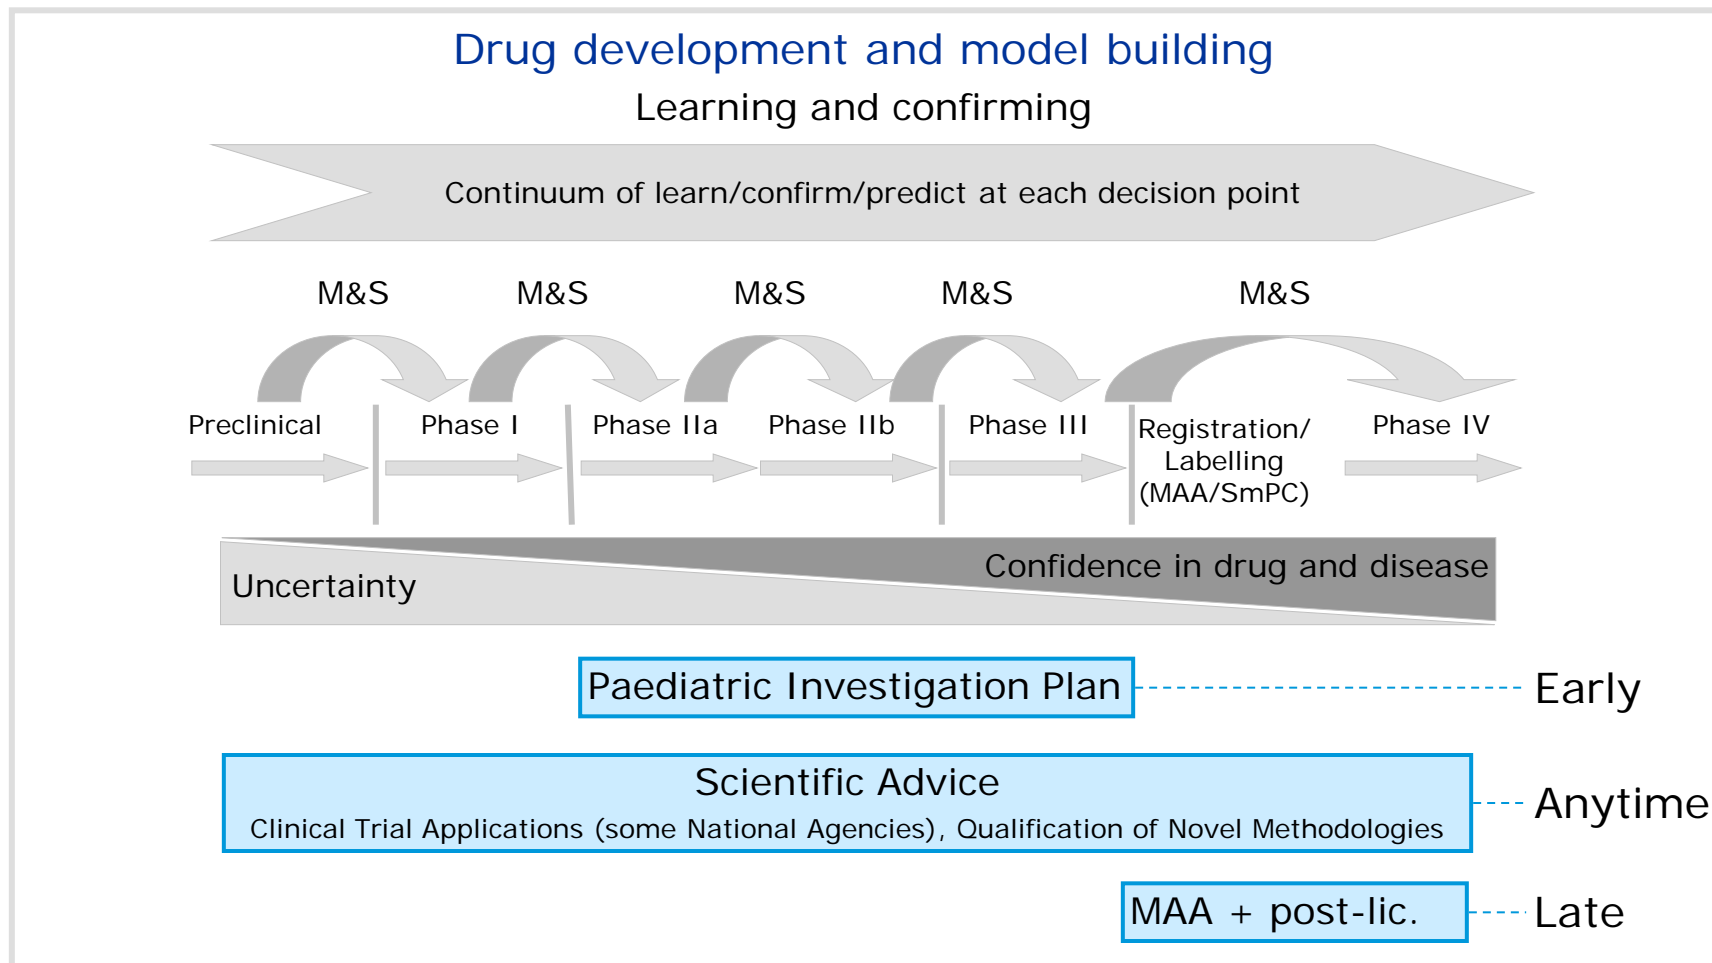 Drug development and model building
Learning and confirming
Continuum of learn/confirm/predict at each decision point
M&S
M&S
M&S
M&S
M&S
Preclinical
Phase I
Phase IIa
Phase IIb
Phase III
Registration/
Labelling
(MAA/SmPC)
Phase IV
Uncertainty
Confidence in drug and disease
Paediatric Investigation Plan
Early
Scientific Advice
Clinical Trial Applications (some National Agencies), Qualification of Novel Methodologies
Anytime
MAA + post-lic.
Late